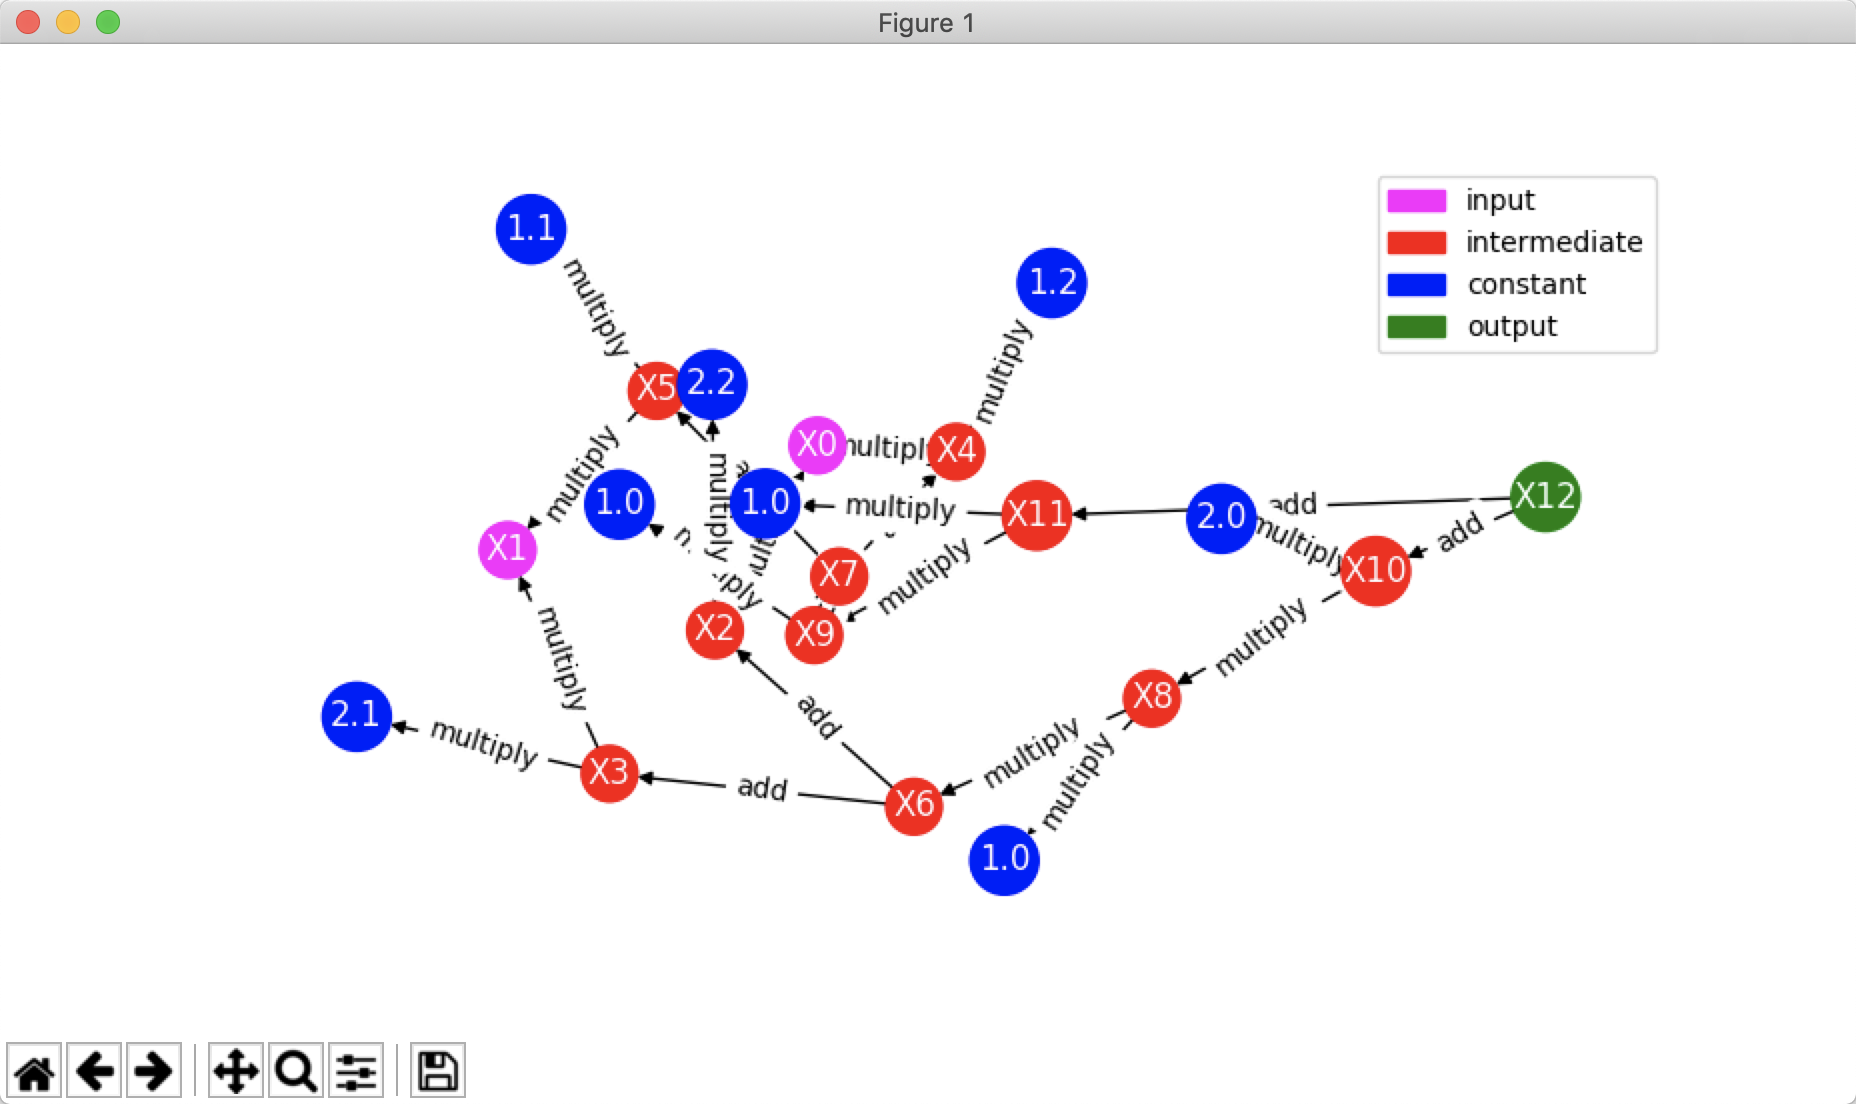 Figure 1
input
intermediate
constant
output
1.1
multiply
1.2
multiply
X5
2.2
X0
X4
multiply
multiply
1.0
1.0
multiply
X11
2.0
add
X12
multiply
add
X1
X7
multiply
X10
X2
X9
multiply
multiply
X8
2.1
multiply
add
multiply
multiply
X3
add
X6
1.0